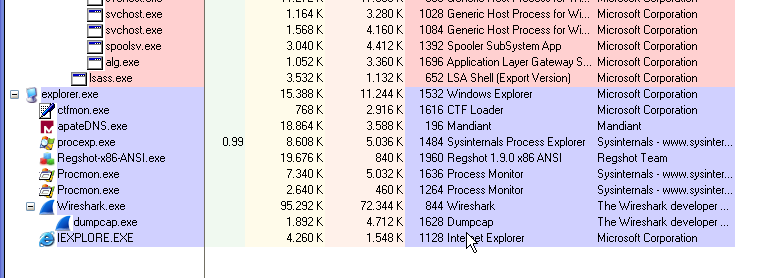 svchost.exe 1.164 K 3.280 K 1028 Generic Host Process for Wi... Microsoft Corporation
svchost.exe 1.568 K 4.160 K 1084 Generic Host Process for Wi... Microsoft Corporation
spoolsv.exe 3.040 K 4.412 K 1392 Spooler SubSystem App Microsoft Corporation
alg.exe 1.052 K 3.360 K 1696 Application Layer Gateway S... Microsoft Corporation
lsass.exe 3.532 K 1.132 K 652 LSA Shell (Export Version) Microsoft Corporation
explorer.exe 15.388 K 11.244 K 1532 Windows Explorer Microsoft Corporation
ctfmon.exe 768 K 2.916 K 1616 CTF Loader Microsoft Corporation
apateDNS.exe 18.864 K 3.588 K 196 Mandiant Mandiant
procexp.exe 0.99 8.608 K 5.036 K 1484 Sysinternals Process Explorer Sysinternals - www.sysinter...
Regshot-x86-ANSI.exe 19.676 K 840 K 1960 Regshot 1.9.0 x86 ANSI Regshot Team
Procmon.exe 7.340 K 5.032 K 1636 Process Monitor Sysinternals - www.sysinter...
Procmon.exe 2.640 K 460 K 1264 Process Monitor Sysinternals - www.sysinter...
Wireshark.exe 95.292 K 72.344 K 844 Wireshark The Wireshark developer ...
dumpcap.exe 1.892 K 4.712 K 1628 Dumpcap The Wireshark developer ...
IEXPLORE.EXE 4.260 K 1.548 K 1128 Internet Explorer Microsoft Corporation